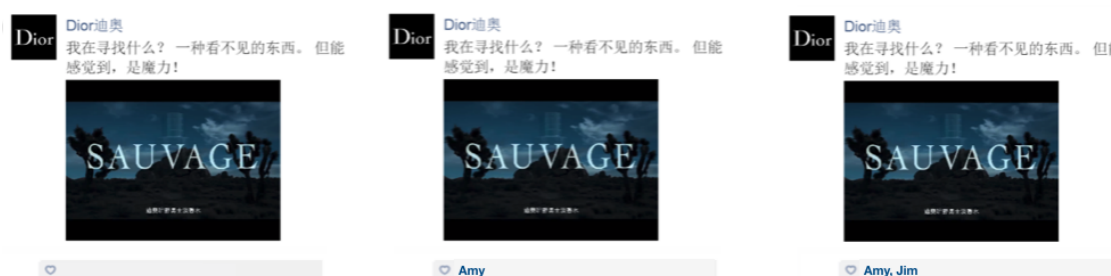 Dior
Dior迪奥
我在寻找什么？ 一种看不见的东西。 但能
感觉到，是魔力！
SAUVAGE
Dior
Dior迪奥
我在寻找什么？ 一种看不见的东西。 但能
感觉到，是魔力！
SAUVAGE
Amy
Dior
Dior迪奥
我在寻找什么？ 一种看不见的东西。 但
感觉到，是魔力！
SAUVAGE
Amy, Jim